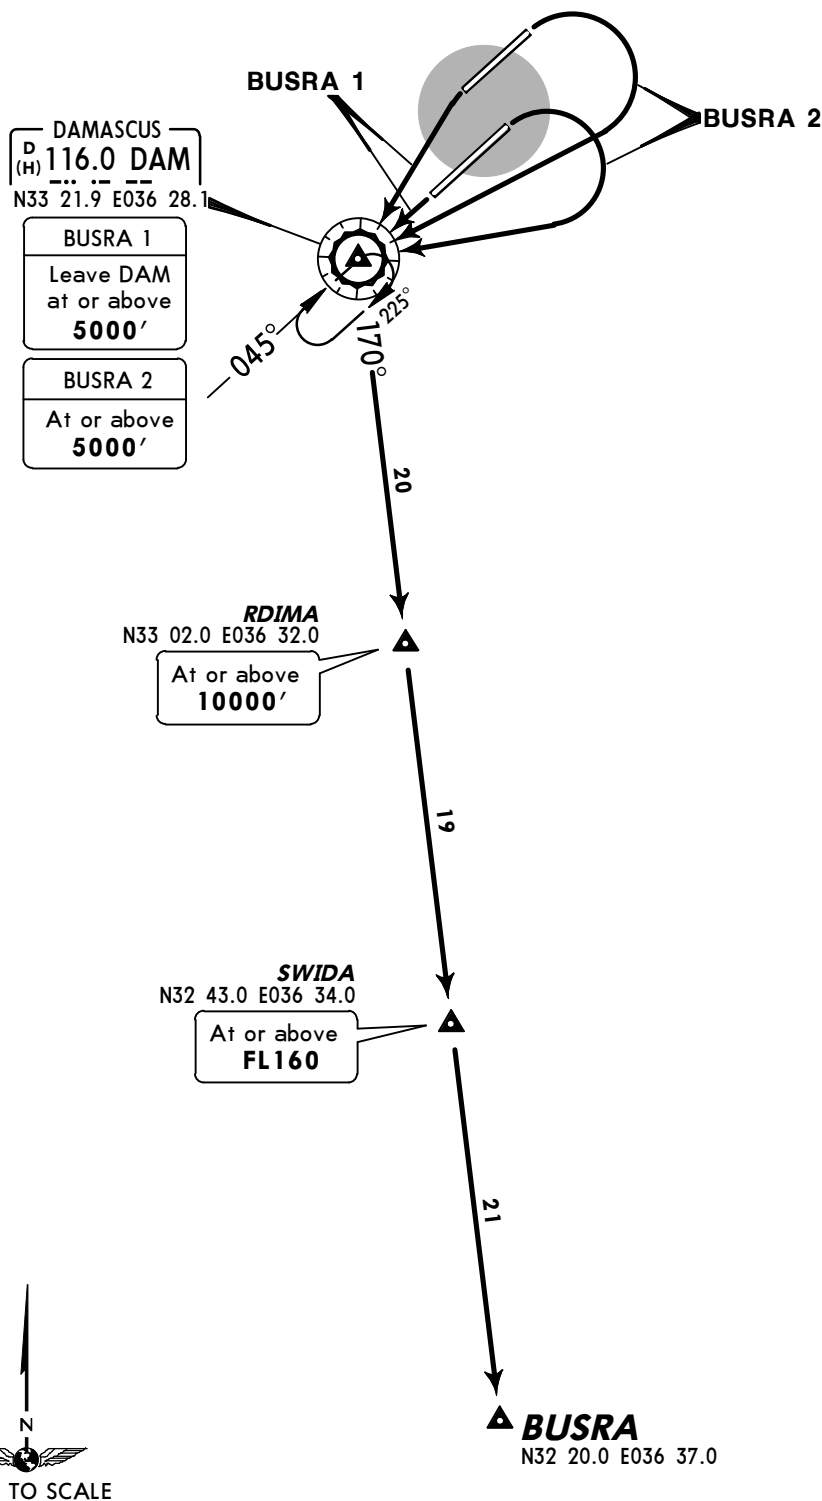 BUSRA 1
BUSRA 2
DAMASCUS
D
(H)
116.0 DAM
N33 21.9 E036 28.1
BUSRA 1
Leave DAM
at or above
5000′
BUSRA 2
At or above
5000′
045°
225°
170°
20
RDIMA
N33 02.0 E036 32.0
At or above
10000′
19
SWIDA
N32 43.0 E036 34.0
At or above
FL160
21
BUSRA
N32 20.0 E036 37.0
N
TO SCALE